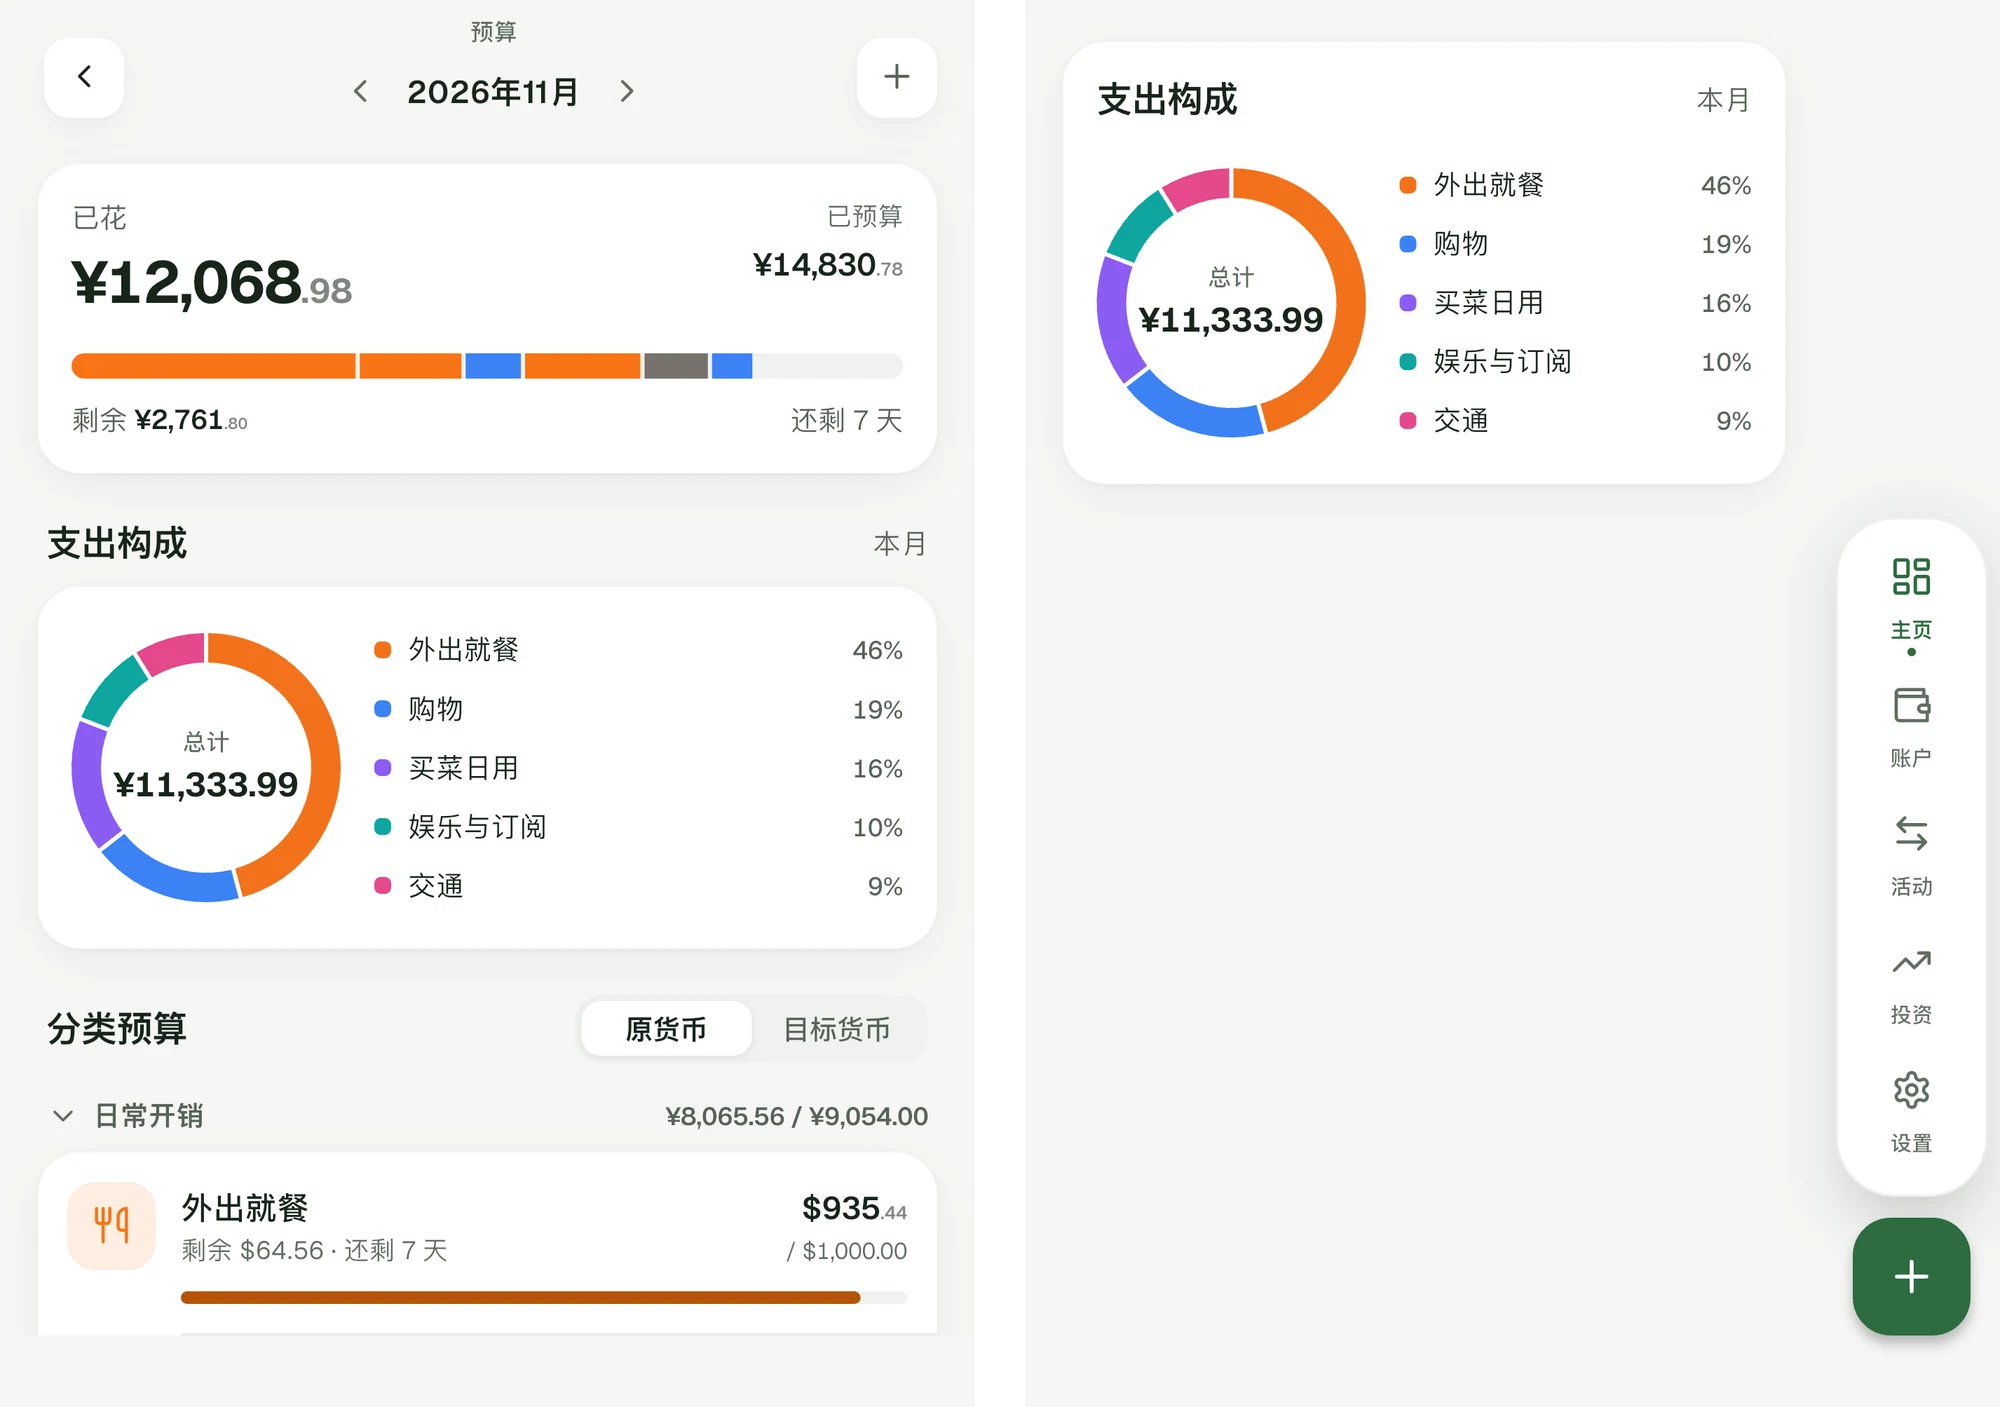 预算
2026年11月
已花
已预算
¥12,068.98
¥14,830.78
剩余 ¥2,761.80
还剩 7 天
支出构成
本月
总计
¥11,333.99
外出就餐
46%
购物
19%
买菜日用
16%
娱乐与订阅
10%
交通
9%
分类预算
原货币
目标货币
日常开销
¥8,065.56 / ¥9,054.00
外出就餐
$935.44
剩余 $64.56 · 还剩 7 天
/ $1,000.00
支出构成
本月
总计
¥11,333.99
外出就餐
46%
购物
19%
买菜日用
16%
娱乐与订阅
10%
交通
9%
主页
账户
活动
投资
设置